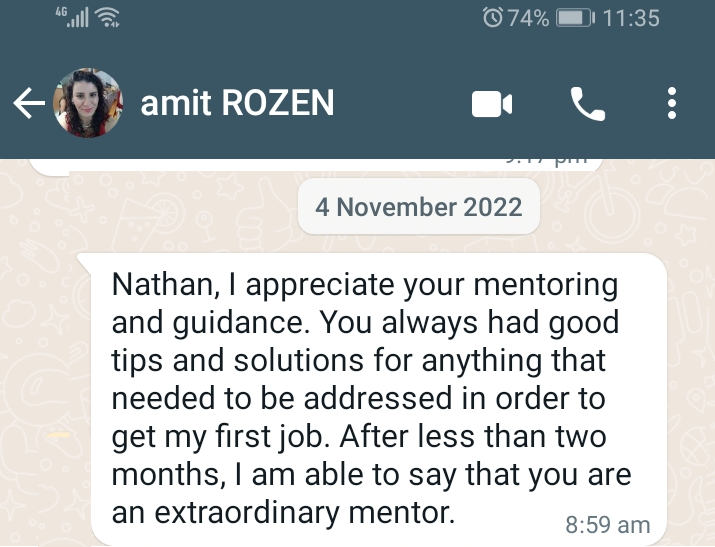 4G 74% 11:35
amit ROZEN
4 November 2022
Nathan, I appreciate your mentoring
and guidance. You always had good
tips and solutions for anything that
needed to be addressed in order to
get my first job. After less than two
months, I am able to say that you are
an extraordinary mentor.
8:59 am